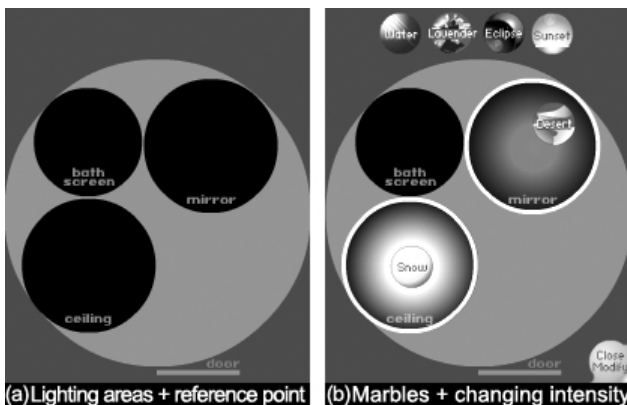 bath
screen
mirror
ceiling
door
(a) Lighting areas + reference point
Water
Lavender
Eclipse
Sunset
Desert
bath
screen
mirror
Snow
ceiling
door
Close
Modify
(b) Marbles + changing intensity